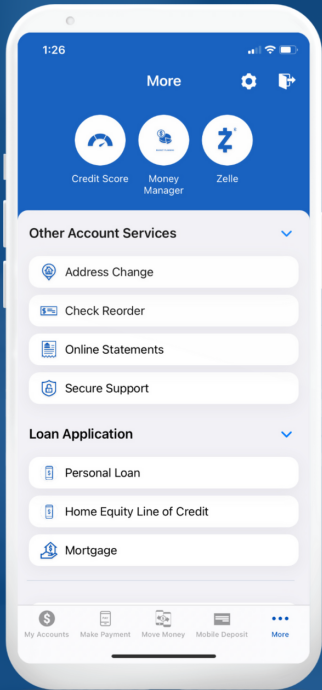 1:26
More
Credit Score
Money
Manager
Zelle
Other Account Services
Address Change
Check Reorder
Online Statements
Secure Support
Loan Application
Personal Loan
Home Equity Line of Credit
Mortgage
My Accounts
Make Payment
Move Money
Mobile Deposit
More